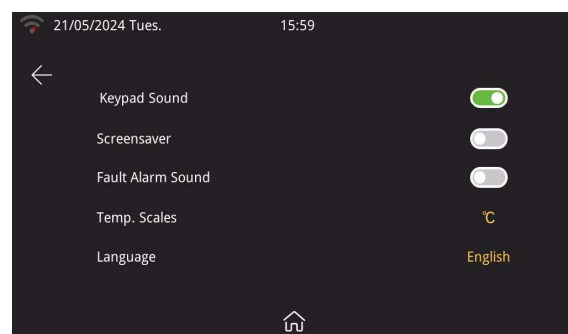 21/05/2024 Tues. 15:59
Keypad Sound
Screensaver
Fault Alarm Sound
Temp. Scales ℃
Language English